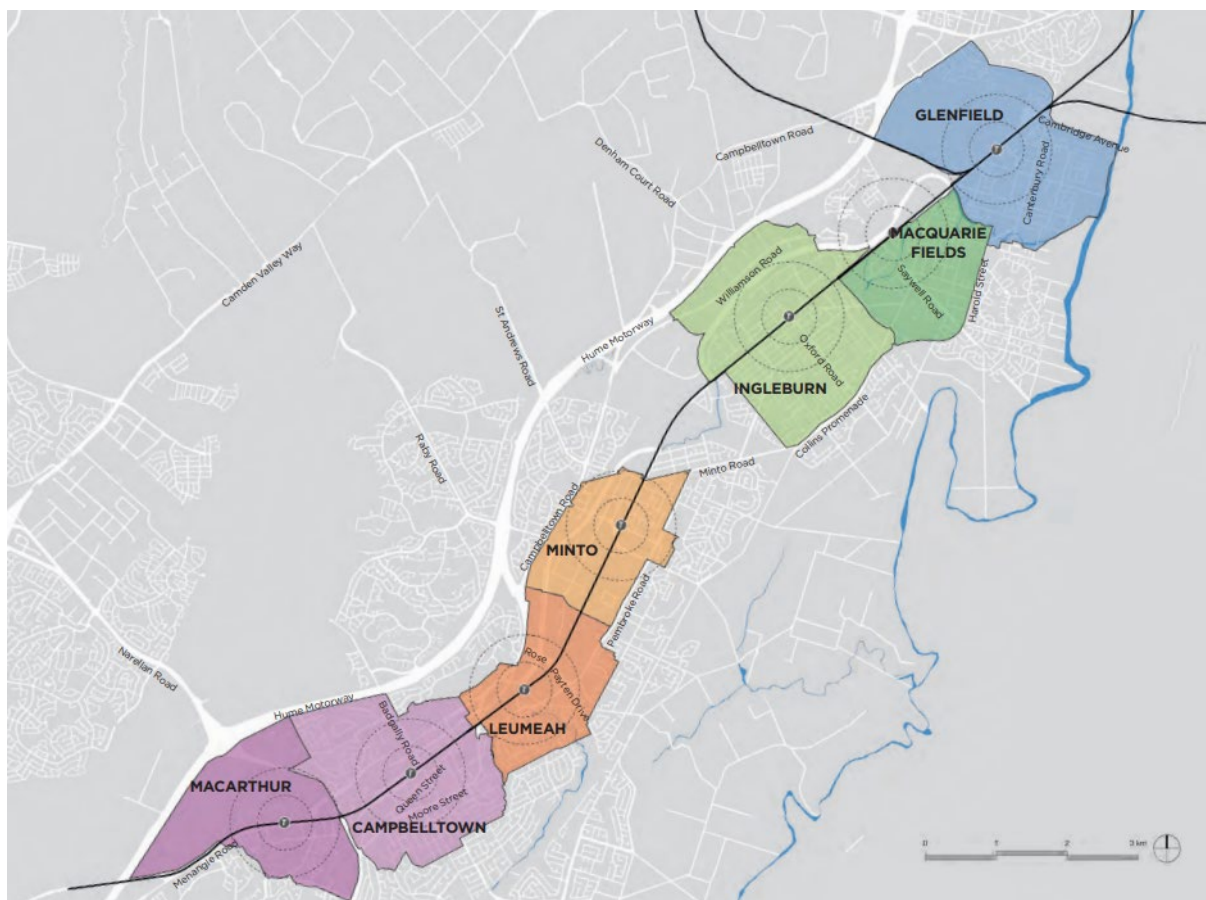 GLENFIELD
Cambridge Avenue
Campbelltown Road
Canterbury Road
Denham Court Road
MACQUARIE
FIELDS
Harold Street
Saywell Road
Williamson Road
Camden Valley Way
St Andrews Road
Hume Motorway
Oxford Road
INGLEBURN
Collins Promenade
Raby Road
Minto Road
Campbelltown Road
MINTO
Pembroke Road
Narellan Road
Rose
Payten Drive
Hume Motorway
Badgally Road
LEUMEAH
MACARTHUR
Queen Street
Moore Street
CAMPBELLTOWN
Menangle Road
0 1 2 3 km
T
T
T
T
T
T